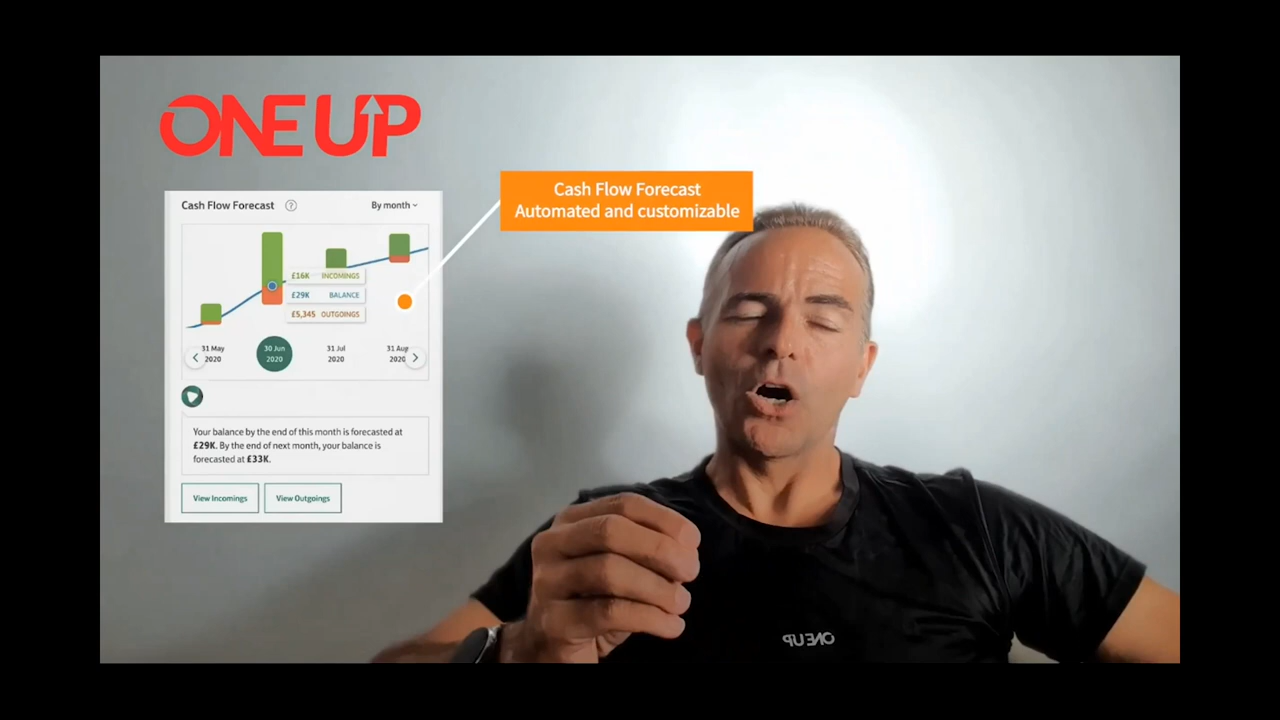 ONE UP
Cash Flow Forecast ?
By month
Cash Flow Forecast
Automated and customizable
£16K INCOMINGS
£29K BALANCE
£5,345 OUTGOINGS
31 May
2020
30 Jun
2020
31 Jul
2020
31 Aug
2020
Your balance by the end of this month is forecasted at
£29K. By the end of next month, your balance is
forecasted at £33K.
View Incomings
View Outgoings
ONEUP